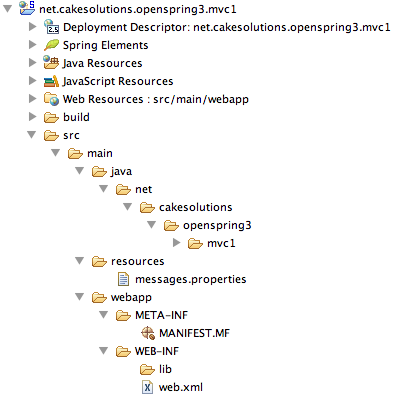 net.cakesolutions.openspring3.mvc1
Deployment Descriptor: net.cakesolutions.openspring3.mvc1
Spring Elements
Java Resources
JavaScript Resources
Web Resources : src/main/webapp
build
src
main
java
net
cakesolutions
openspring3
mvc1
resources
messages.properties
webapp
META-INF
MANIFEST.MF
WEB-INF
lib
web.xml